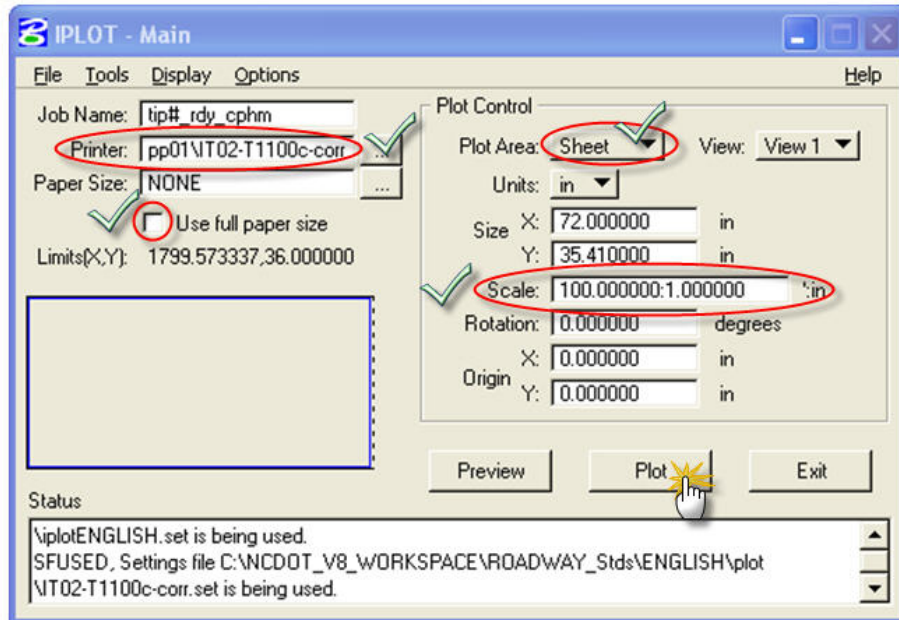 IPLOT - Main
File Tools Display Options Help
Job Name: tip#_rdy_cphm
Printer: pp01\IT02-T1100c-corr ...
Paper Size: NONE ...
Use full paper size
Limits(X,Y): 1799.573337,36.000000
Plot Control
Plot Area: Sheet View: View 1
Units: in
Size X: 72.000000 in
Y: 35.410000 in
Scale: 100.000000:1.000000 ':in
Rotation: 0.000000 degrees
Origin X: 0.000000 in
Y: 0.000000 in
Preview Plot Exit
Status
\iplotENGLISH.set is being used.
SFUSED, Settings file C:\NCDOT_V8_WORKSPACE\ROADWAY_Stds\ENGLISH\plot
\IT02-T1100c-corr.set is being used.